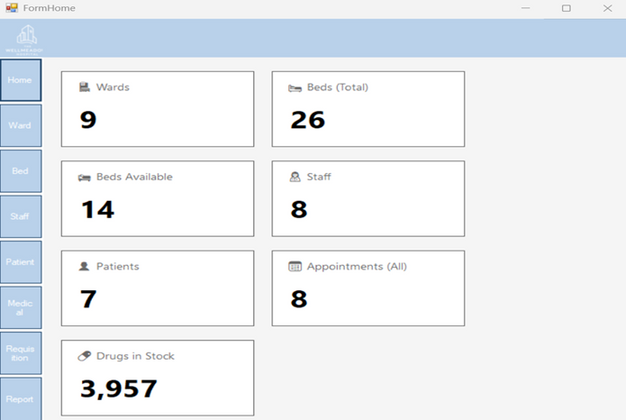 FormHome
Home
Ward
Bed
Staff
Patient
Medic
al
Requis
ition
Report
Wards
9
Beds (Total)
26
Beds Available
14
Staff
8
Patients
7
Appointments (All)
8
Drugs in Stock
3,957